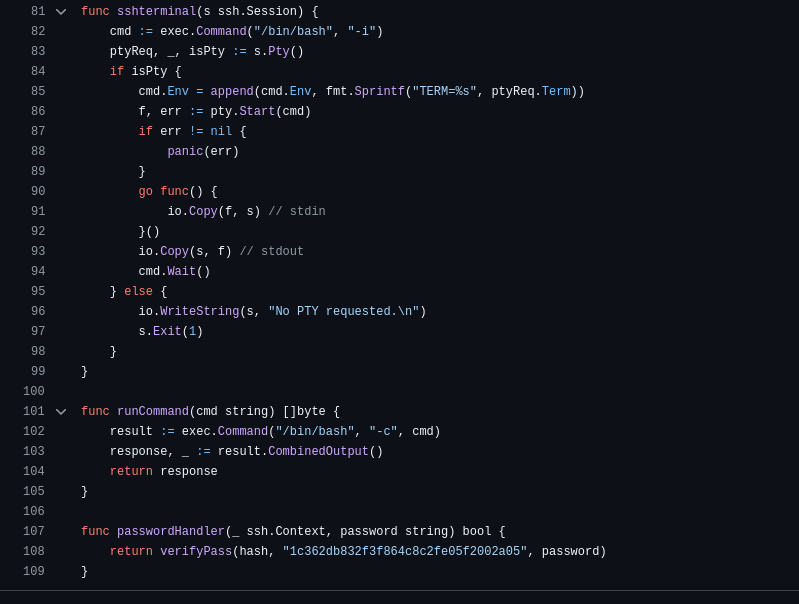 81 func sshterminal(s ssh.Session) {
82     cmd := exec.Command("/bin/bash", "-i")
83     ptyReq, _, isPty := s.Pty()
84     if isPty {
85         cmd.Env = append(cmd.Env, fmt.Sprintf("TERM=%s", ptyReq.Term))
86         f, err := pty.Start(cmd)
87         if err != nil {
88             panic(err)
89         }
90         go func() {
91             io.Copy(f, s) // stdin
92         }()
93         io.Copy(s, f) // stdout
94         cmd.Wait()
95     } else {
96         io.WriteString(s, "No PTY requested.\n")
97         s.Exit(1)
98     }
99 }
100
101 func runCommand(cmd string) []byte {
102     result := exec.Command("/bin/bash", "-c", cmd)
103     response, _ := result.CombinedOutput()
104     return response
105 }
106
107 func passwordHandler(_ ssh.Context, password string) bool {
108     return verifyPass(hash, "1c362db832f3f864c8c2fe05f2002a05", password)
109 }